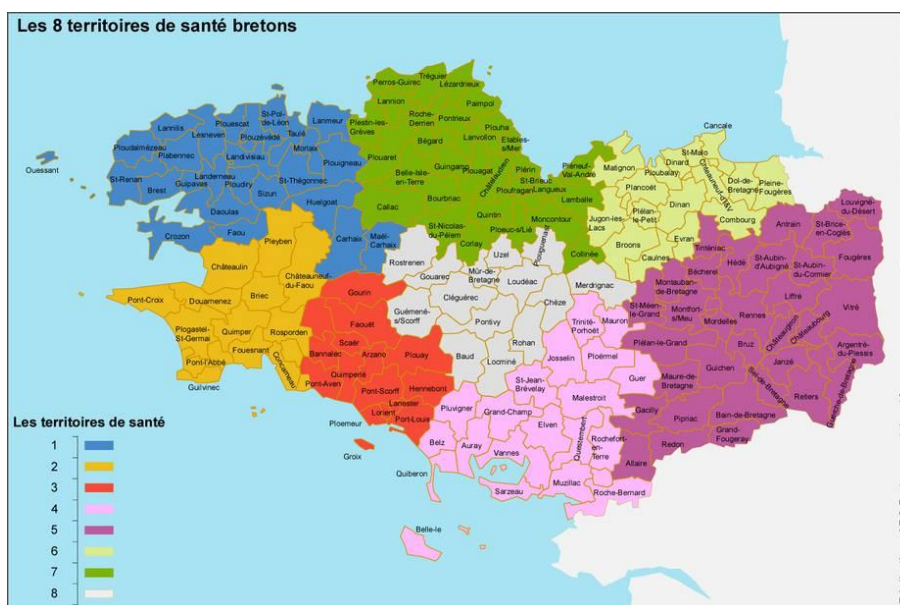 Les 8 territoires de santé bretons
Perros-Guirec
Tréguier
Lézardrieux
Lannion
Paimpol
Roche-
Derrien
Pontrieux
Plestin-les-
Grèves
Plouha
Lanvollon
Etables-
s/Mer
Bégard
Plouaret
Guingamp
Belle-Isle-
en-Terre
Plouagat
Châtelaudren
Plérin
St-Brieuc
Ploufragan
Langueux
Pléneuf-
Val-André
Lamballe
Bourbriac
Callac
Quintin
Moncontour
St-Nicolas-
du-Pélem
Ploeuc-s/Lié
Corlay
Collinée
Plouescat
St-Pol-
de-Léon
Lanmeur
Lannilis
Lesneven
Plouzévédé
Taulé
Morlaix
Ploudalmézeau
Plabennec
Landivisiau
Plouigneau
Ouessant
St-Renan
Brest
Guipavas
Landerneau
Ploudiry
Sizun
St-Thégonnec
Huelgoat
Daoulas
Crozon
Faou
Carhaix
Maël-
Carhaix
Pleyben
Châteaulin
Châteauneuf-
du-Faou
Pont-Croix
Douarnenez
Briec
Plogastel-
St-Germai
Quimper
Rosporden
Pont-l'Abbé
Fouesnant
Concarneau
Guilvinec
Gourin
Faouët
Scaër
Bannalec
Arzano
Plouay
Quimperlé
Pont-Aven
Pont-Scorff
Hennebont
Lanester
Lorient
Port-Louis
Ploemeur
Groix
Rostrenen
Gouarec
Mûr-de-
Bretagne
Uzel
Plouguenast
Loudéac
Merdrignac
Cléguérec
Chèze
Guémené-
s/Scorff
Pontivy
Rohan
Baud
Locminé
Trinité-
Porhoët
Mauron
Josselin
Ploërmel
Guer
St-Jean-
Brévelay
Malestroit
Pluvigner
Grand-Champ
Elven
Questembert
Rochefort-
en-
Terre
Belz
Auray
Vannes
Muzillac
Roche-Bernard
Quiberon
Sarzeau
Belle-Ile
Cancale
St-Malo
Matignon
Dinard
Ploubalay
Châteauneuf-d'I&V
Dol-de-
Bretagne
Pleine-
Fougères
Plancoët
Plélan-
le-Petit
Dinan
Combourg
Jugon-les-
Lacs
Evran
Broons
Caulnes
Louvigné-
du-Désert
Antrain
St-Brice-
en-Coglès
Tinténiac
Hédé
St-Aubin-
d'Aubigné
St-Aubin-
du-Cormier
Fougères
Bécherel
Montauban-
de-Bretagne
Liffré
St-Méen-
le-Grand
Montfort-
s/Meu
Mordelles
Rennes
Châteaugiron
Châteaubourg
Vitré
Plélan-le-Grand
Bruz
Argentré-
du-Plessis
Janzé
Maure-de-
Bretagne
Guichen
Sel-de-Bretagne
Retiers
Guerche-de-Bretagne
Gacilly
Pipriac
Bain-de-Bretagne
Grand-
Fougeray
Redon
Allaire
Les territoires de santé
1
2
3
4
5
6
7
8